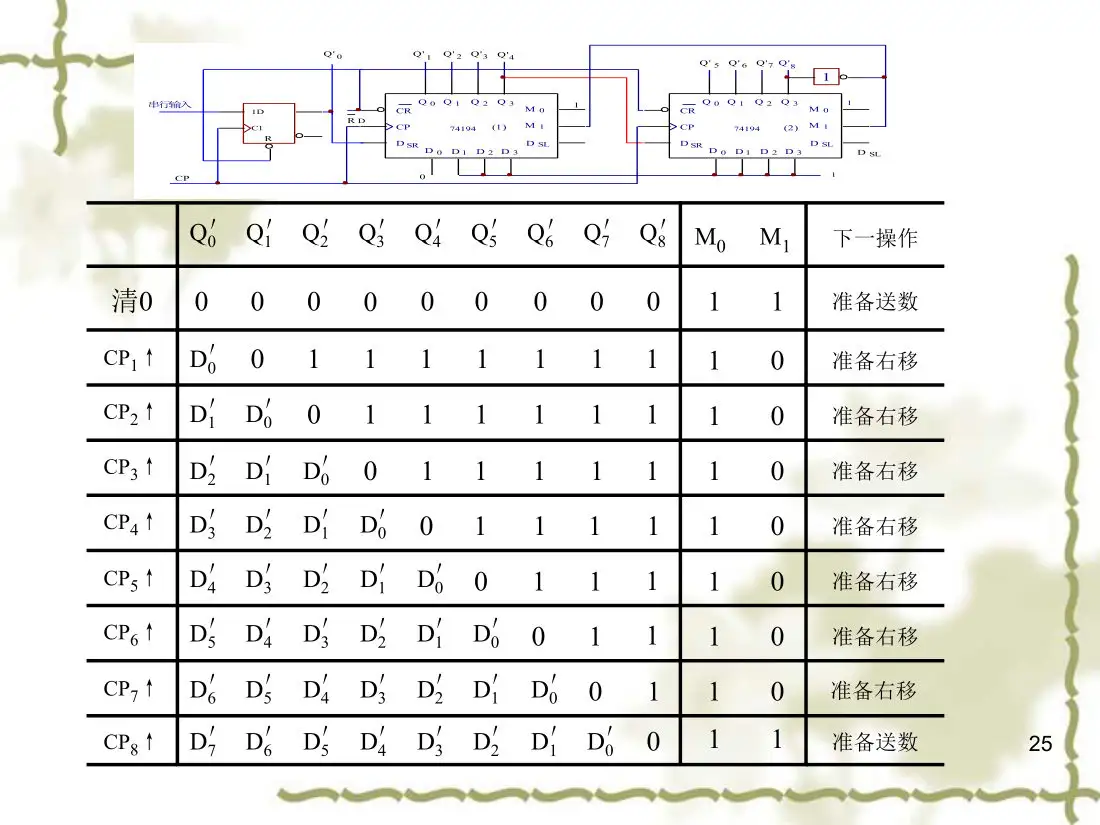 Q′0 Q′1 Q′2 Q′3 Q′4 Q′5 Q′6 Q′7 Q′8
串行输入 1D C1 R
R D CR Q0 Q1 Q2 Q3 M0 1
CP 74194 (1) M1
DSR D0 D1 D2 D3 DSL
CR Q0 Q1 Q2 Q3 M0 1
CP 74194 (2) M1
DSR D0 D1 D2 D3 DSL DSL
1
CP 0 1
Q′0 Q′1 Q′2 Q′3 Q′4 Q′5 Q′6 Q′7 Q′8 M0 M1 下一操作
清0 0 0 0 0 0 0 0 0 0 1 1 准备送数
CP1↑ D′0 0 1 1 1 1 1 1 1 1 0 准备右移
CP2↑ D′1 D′0 0 1 1 1 1 1 1 1 0 准备右移
CP3↑ D′2 D′1 D′0 0 1 1 1 1 1 1 0 准备右移
CP4↑ D′3 D′2 D′1 D′0 0 1 1 1 1 1 0 准备右移
CP5↑ D′4 D′3 D′2 D′1 D′0 0 1 1 1 1 0 准备右移
CP6↑ D′5 D′4 D′3 D′2 D′1 D′0 0 1 1 1 0 准备右移
CP7↑ D′6 D′5 D′4 D′3 D′2 D′1 D′0 0 1 1 0 准备右移
CP8↑ D′7 D′6 D′5 D′4 D′3 D′2 D′1 D′0 0 1 1 准备送数
25